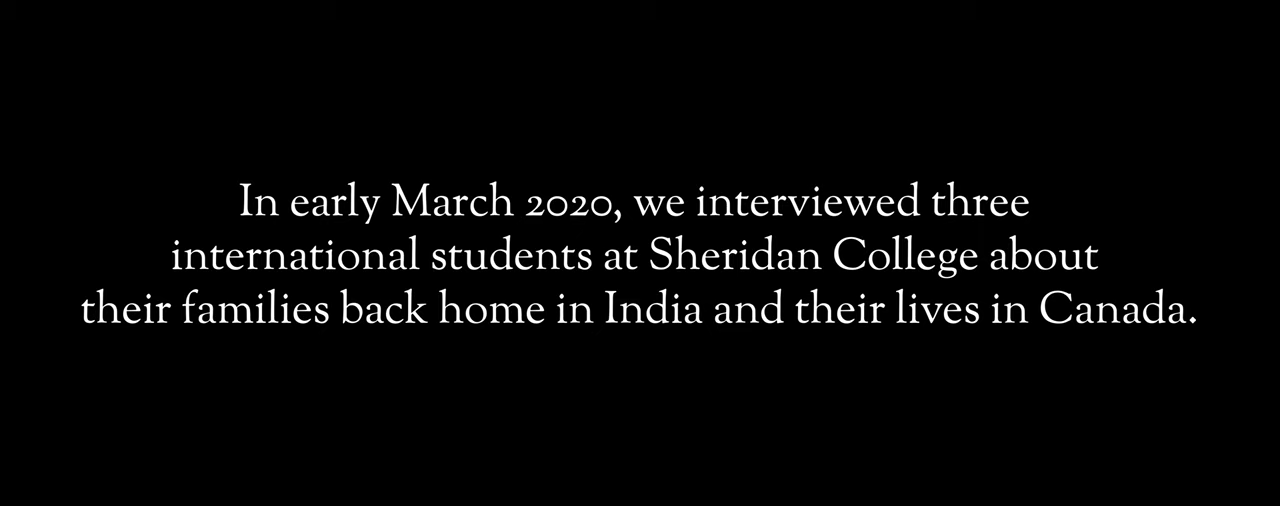 In early March 2020, we interviewed three
international students at Sheridan College about
their families back home in India and their lives in Canada.